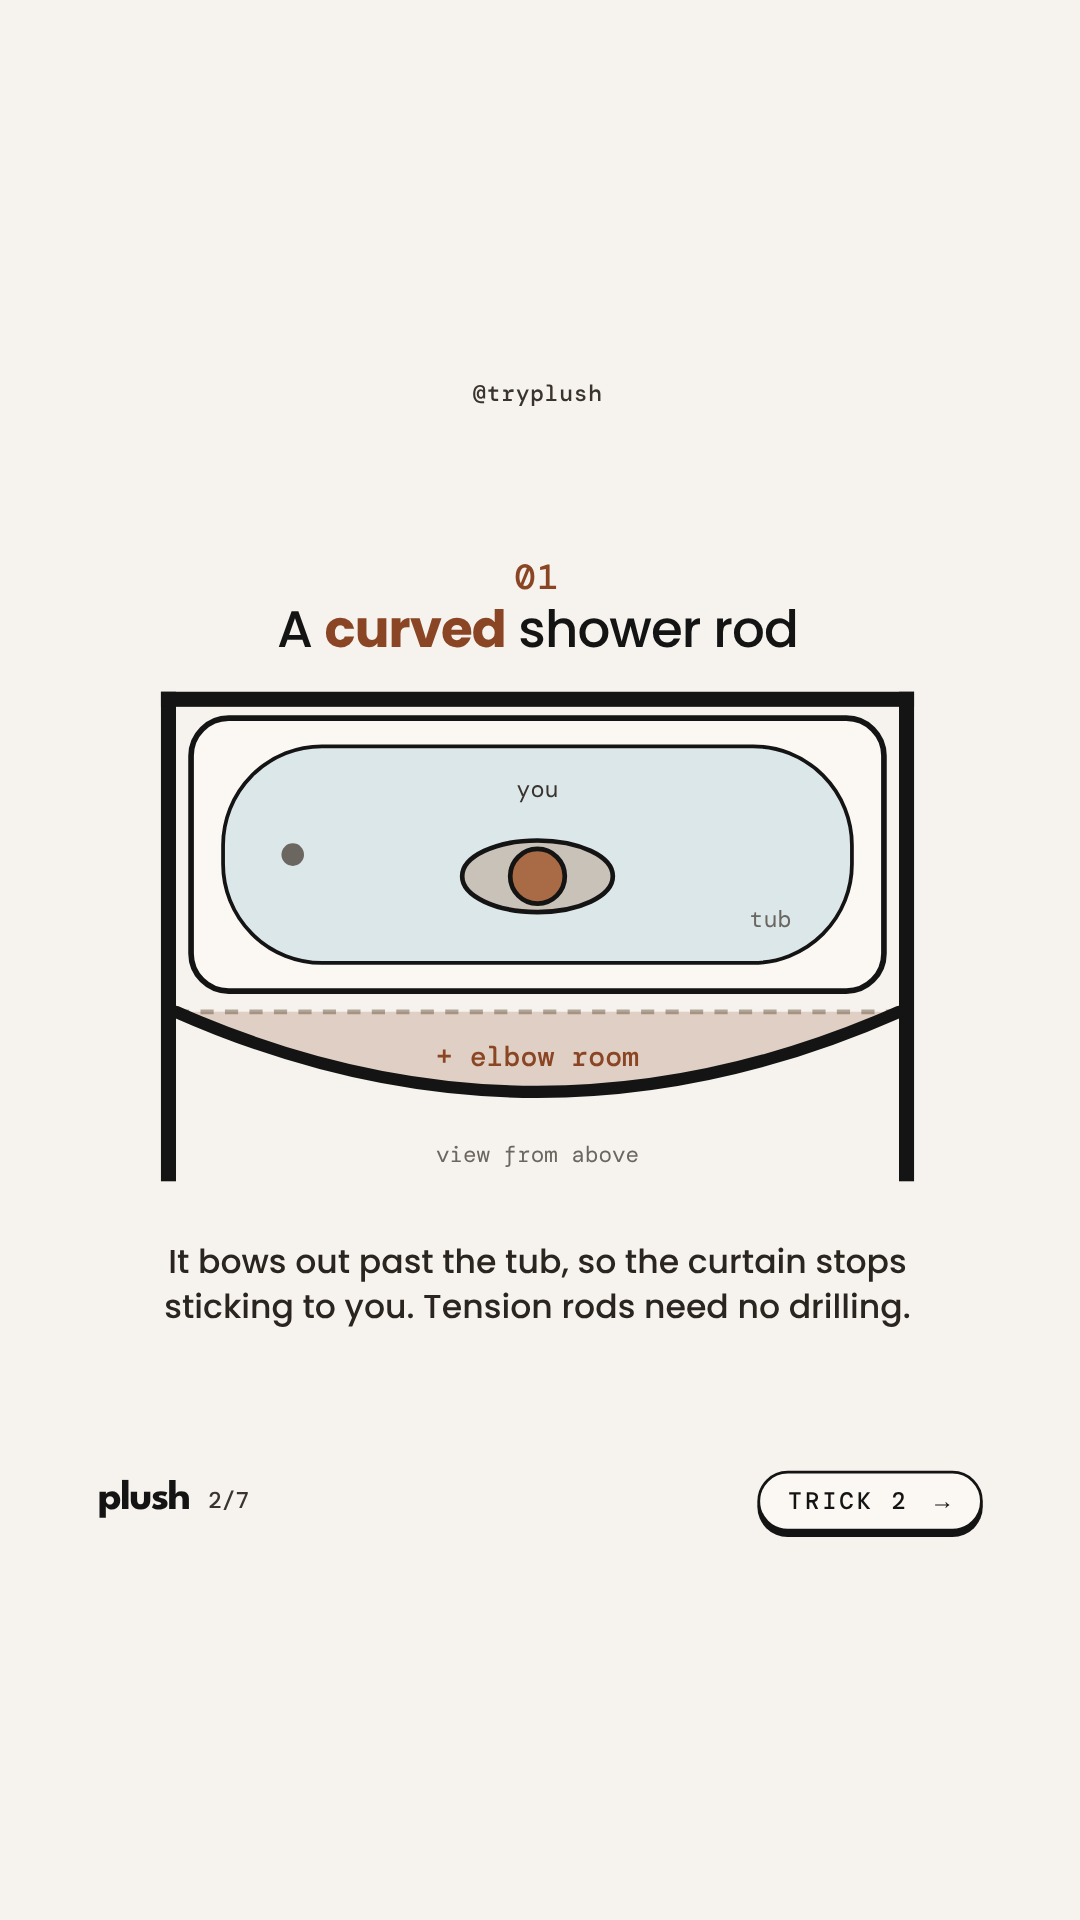 @tryplush
01
A curved shower rod
you
tub
+ elbow room
view from above
It bows out past the tub, so the curtain stops
sticking to you. Tension rods need no drilling.
plush 2/7
TRICK 2 →